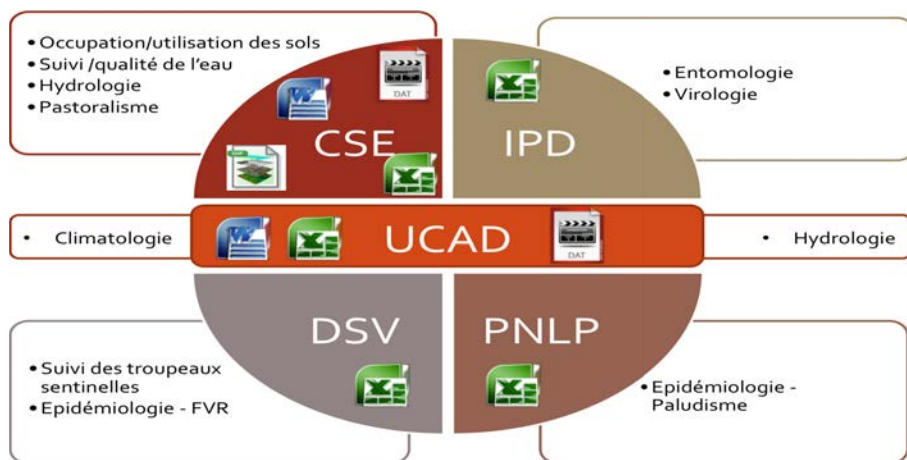 • Occupation/utilisation des sols
• Suivi /qualité de l'eau
• Hydrologie
• Pastoralisme
DAT
CSE
IPD
• Entomologie
• Virologie
• Climatologie
UCAD
DAT
• Hydrologie
DSV
PNLP
• Suivi des troupeaux
sentinelles
• Epidémiologie - FVR
• Epidémiologie -
Paludisme